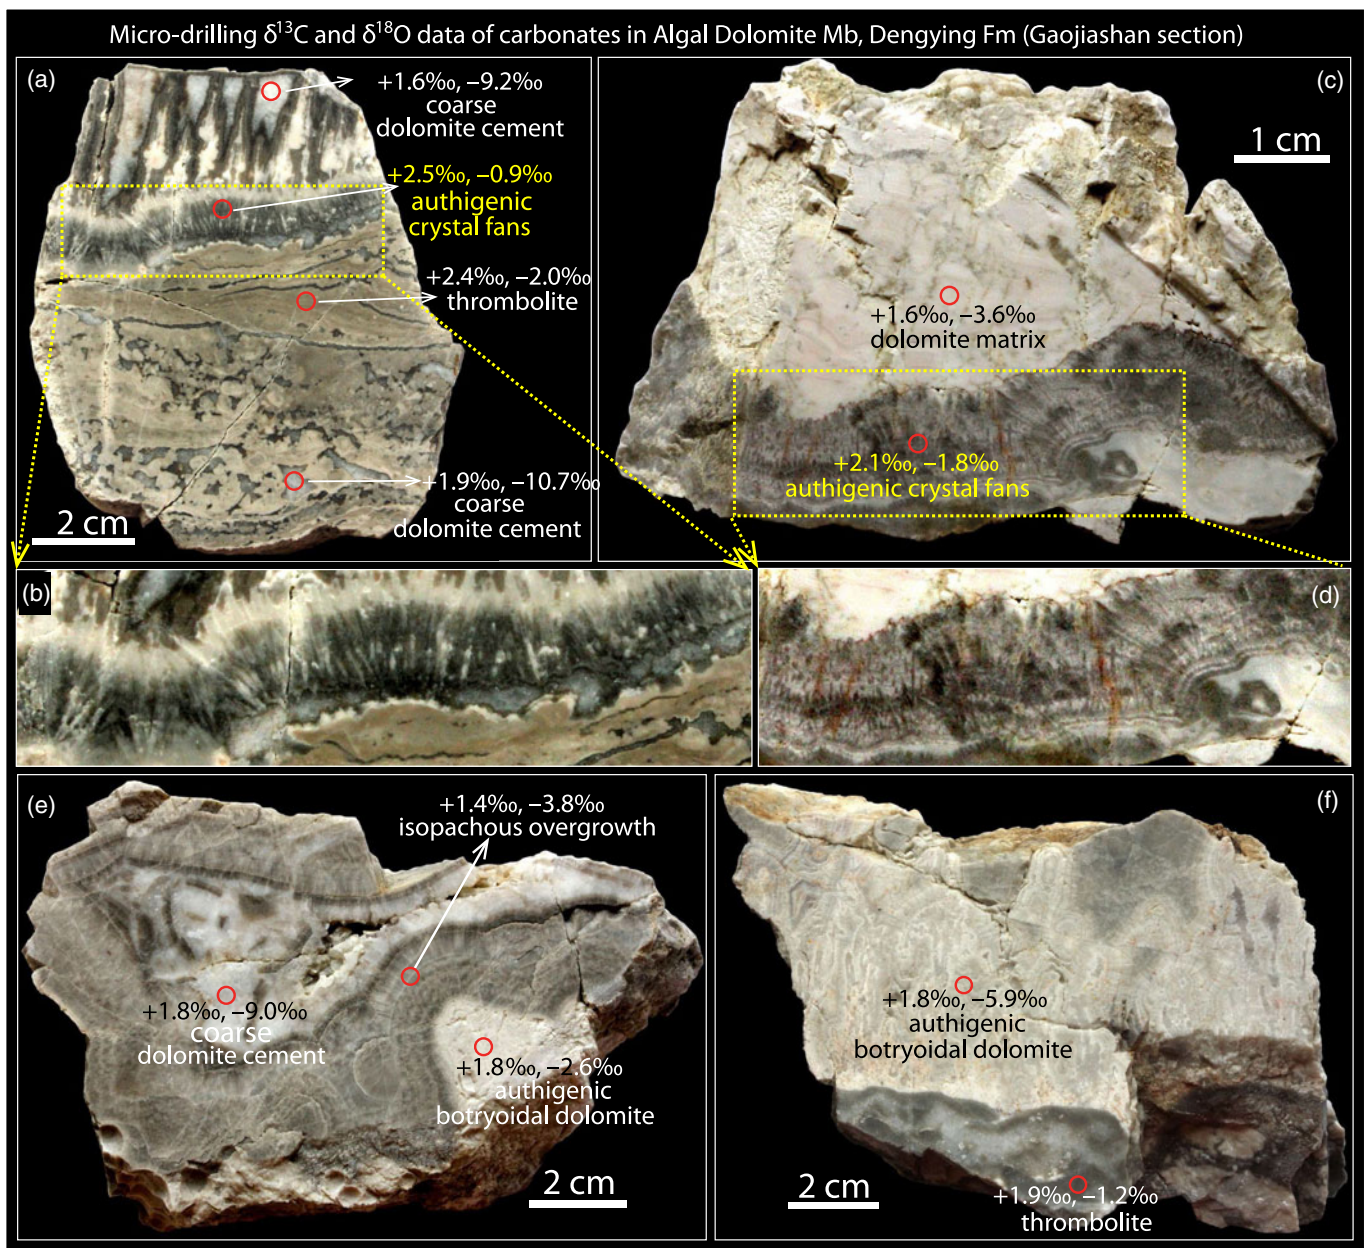 Micro-drilling δ¹³C and δ¹⁸O data of carbonates in Algal Dolomite Mb, Dengying Fm (Gaojiashan section)
(a)
+1.6‰, −9.2‰
coarse
dolomite cement
+2.5‰, −0.9‰
authigenic
crystal fans
+2.4‰, −2.0‰
thrombolite
+1.9‰, −10.7‰
coarse
dolomite cement
2 cm
(c)
1 cm
+1.6‰, −3.6‰
dolomite matrix
+2.1‰, −1.8‰
authigenic crystal fans
(b)
(d)
(e)
+1.4‰, −3.8‰
isopachous overgrowth
+1.8‰, −9.0‰
coarse
dolomite cement
+1.8‰, −2.6‰
authigenic
botryoidal dolomite
2 cm
(f)
+1.8‰, −5.9‰
authigenic
botryoidal dolomite
2 cm
+1.9‰, −1.2‰
thrombolite